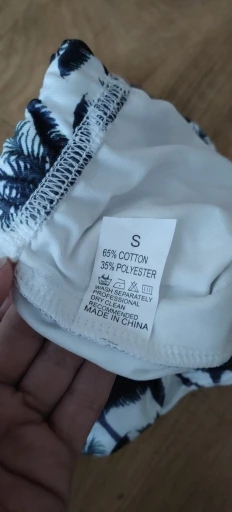 S
65% COTTON
35% POLYESTER
WASH SEPARATELY
PROFESSIONAL
DRY CLEAN
RECOMMENDED
MADE IN CHINA